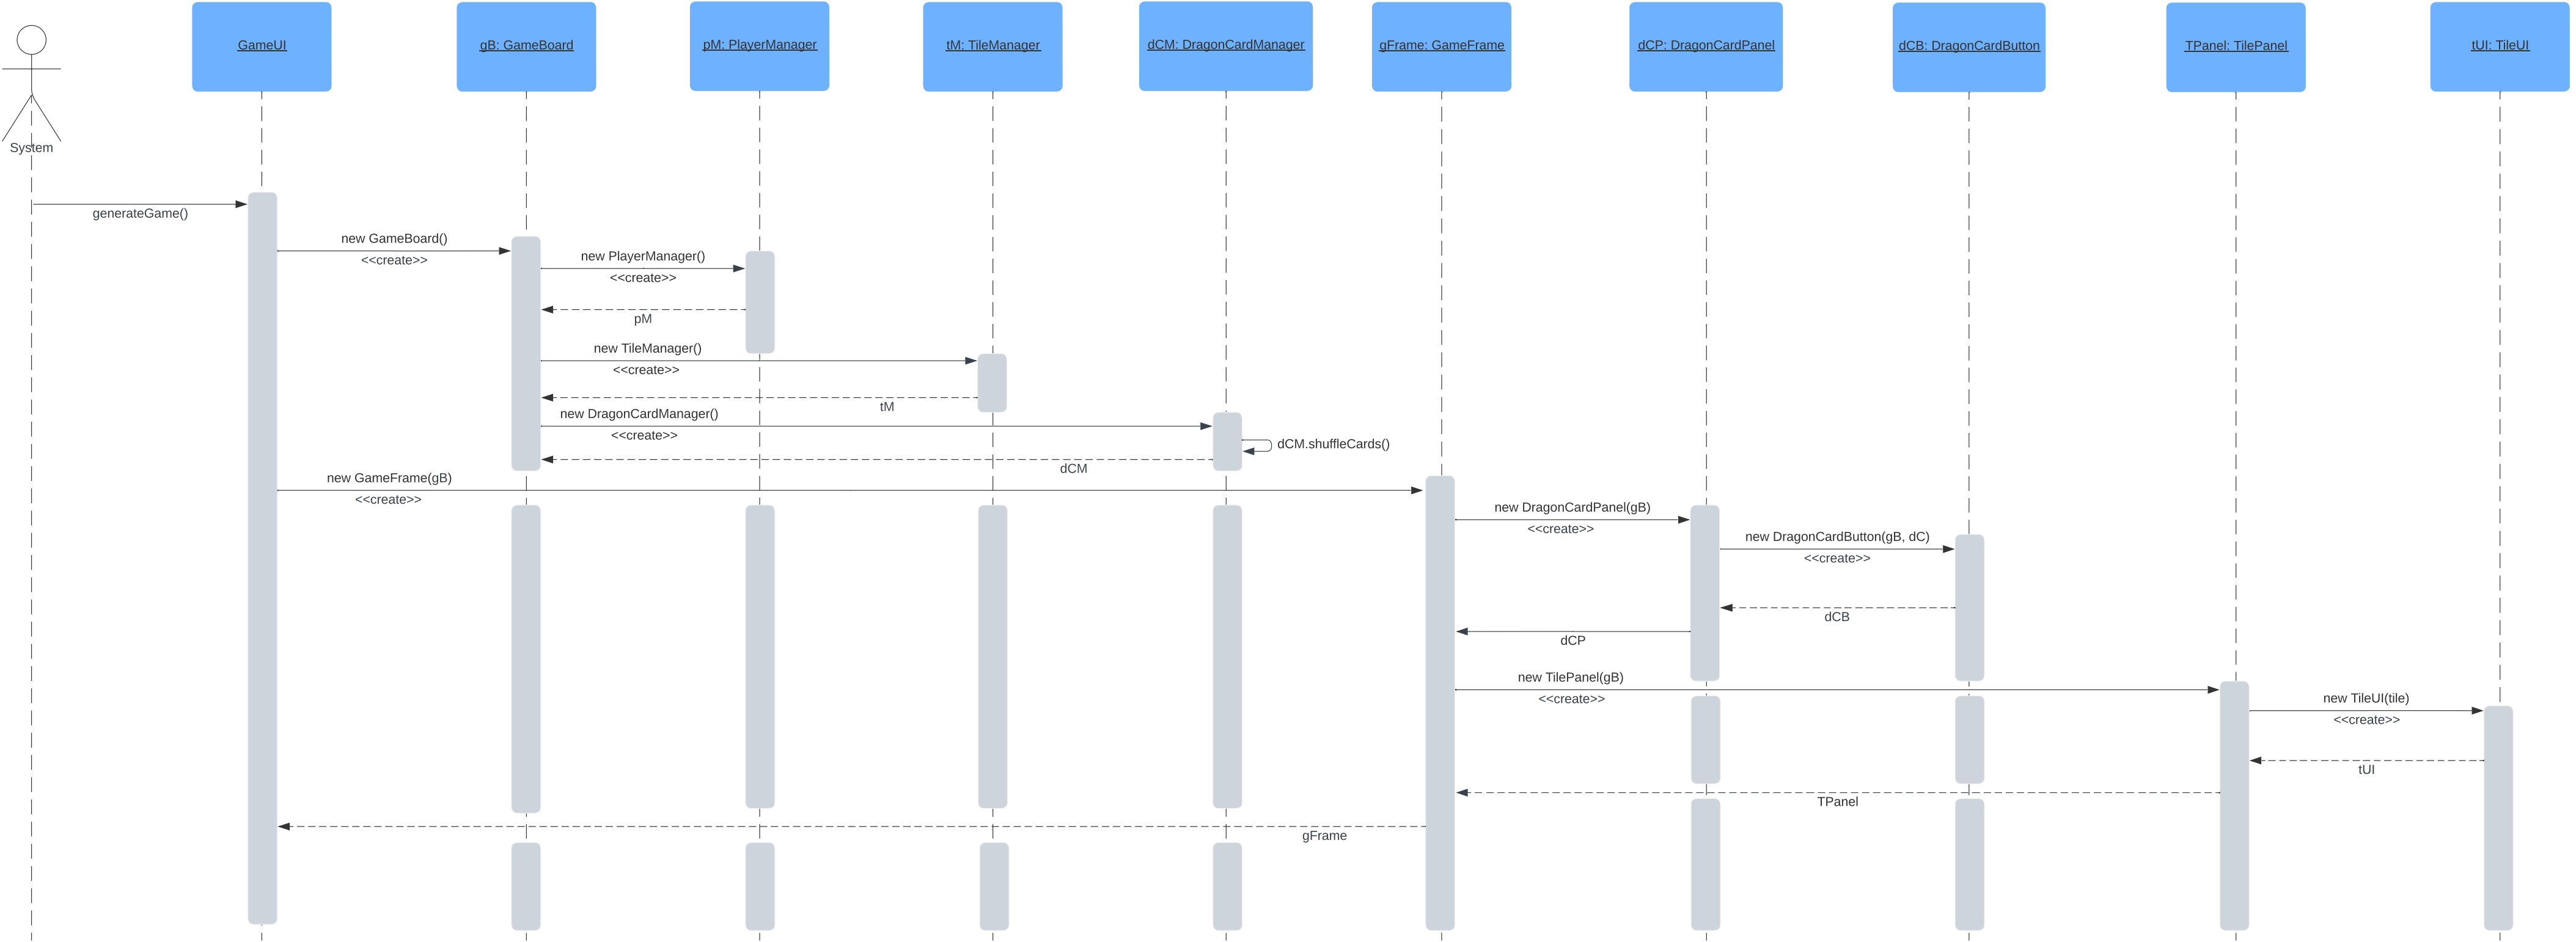 GameUI
gB: GameBoard
pM: PlayerManager
tM: TileManager
dCM: DragonCardManager
gFrame: GameFrame
dCP: DragonCardPanel
dCB: DragonCardButton
TPanel: TilePanel
tUI: TileUI
System
generateGame()
new GameBoard()
<<create>>
new PlayerManager()
<<create>>
pM
new TileManager()
<<create>>
tM
new DragonCardManager()
<<create>>
dCM.shuffleCards()
dCM
new GameFrame(gB)
<<create>>
new DragonCardPanel(gB)
<<create>>
new DragonCardButton(gB, dC)
<<create>>
dCB
dCP
new TilePanel(gB)
<<create>>
new TileUI(tile)
<<create>>
tUI
TPanel
gFrame